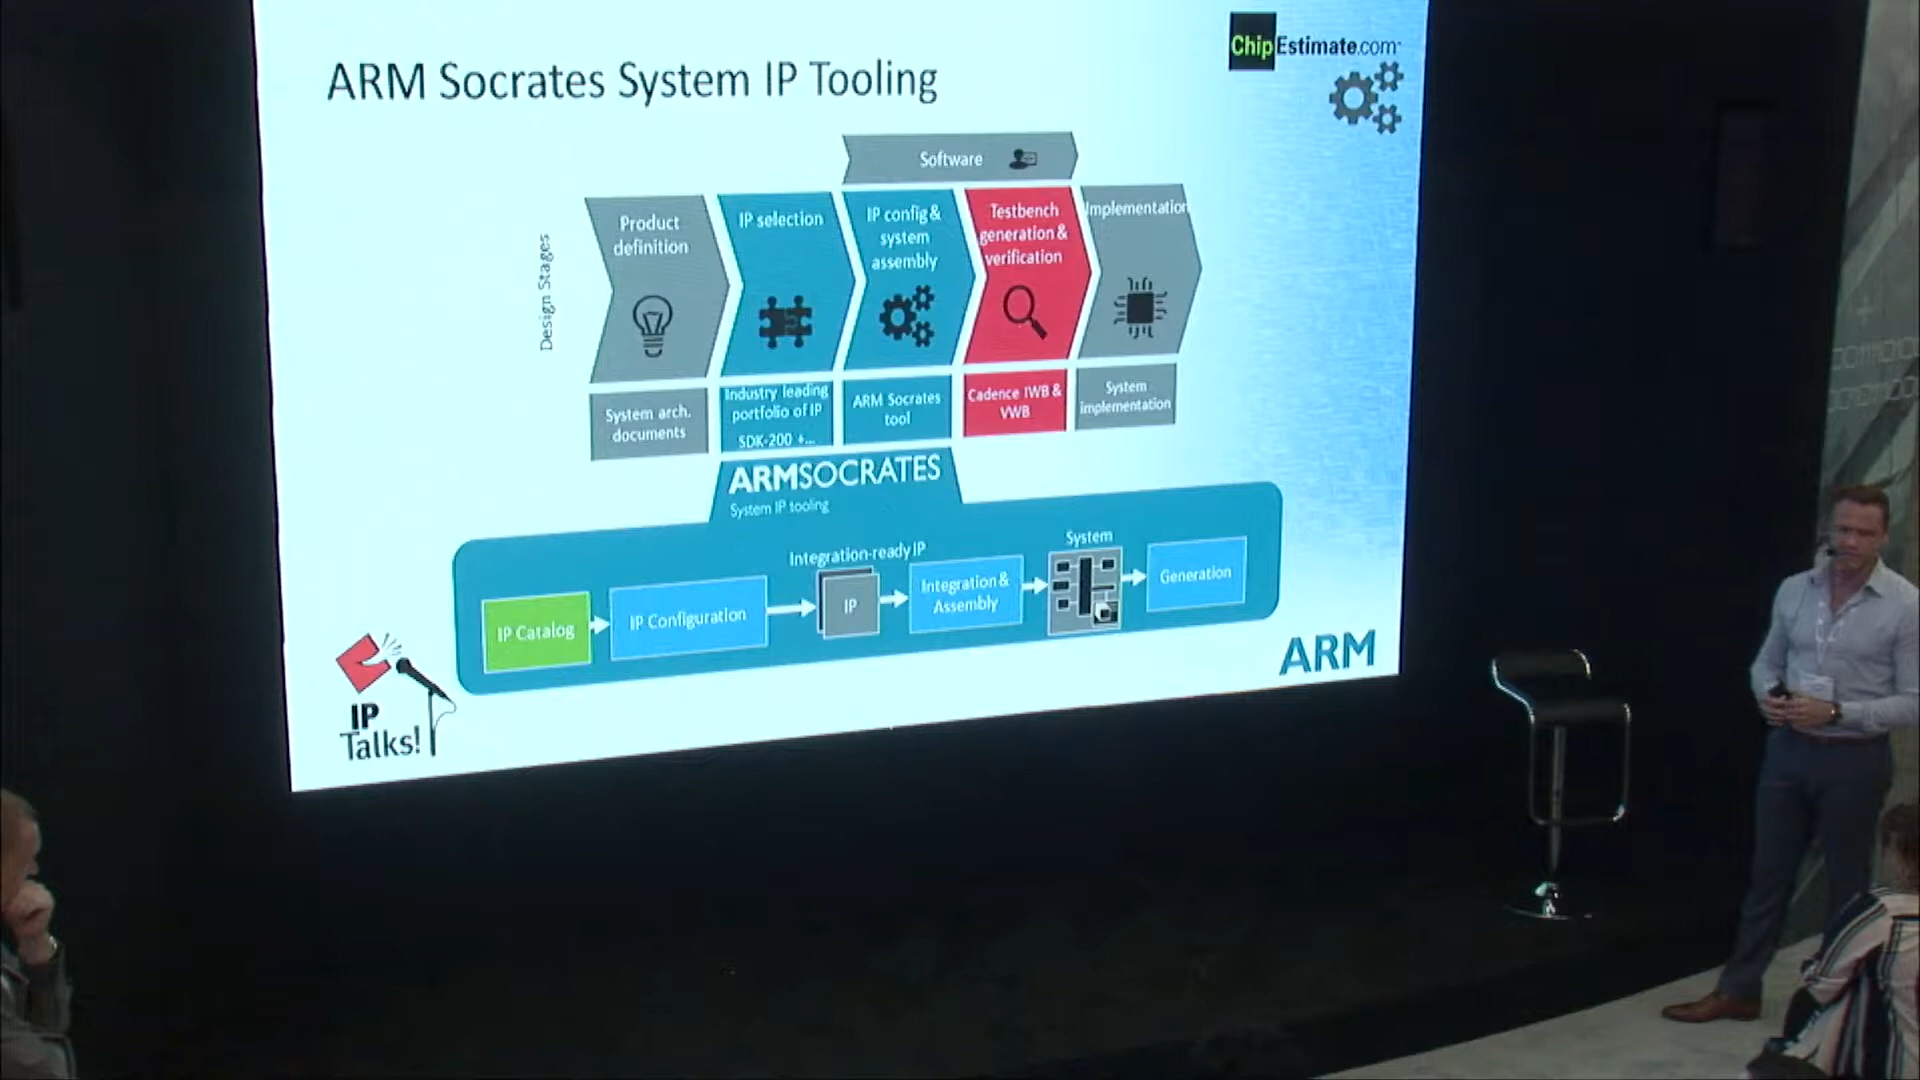 ARM Socrates System IP Tooling
ChipEstimate.com
Software
Design Stages
Product
definition
IP selection
IP config &
system
assembly
Testbench
generation &
verification
Implementation
System arch.
documents
Industry leading
portfolio of IP
SDK-200 +...
ARM Socrates
tool
Cadence IWB &
VWB
System
implementation
ARMSOCRATES
System IP tooling
IP Catalog
IP Configuration
Integration-ready IP
IP
Integration &
Assembly
System
Generation
IP
Talks!
ARM